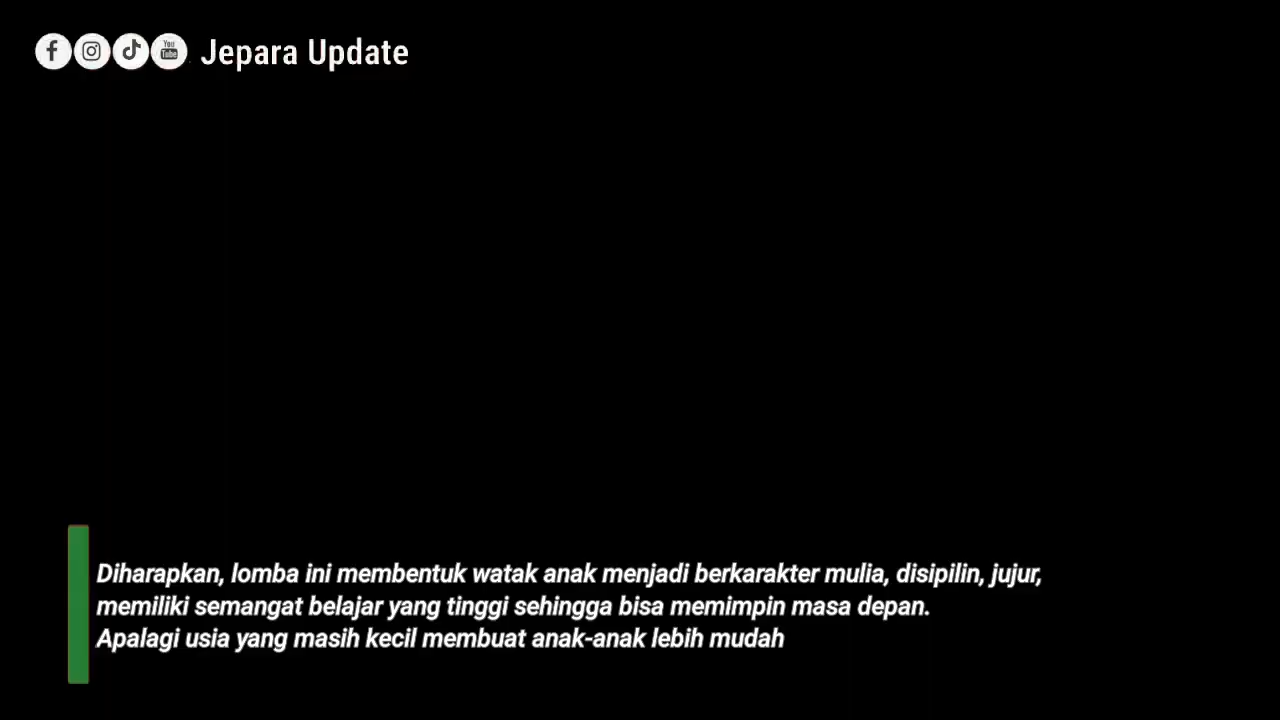 Jepara Update
Diharapkan, lomba ini membentuk watak anak menjadi berkarakter mulia, disipilin, jujur,
memiliki semangat belajar yang tinggi sehingga bisa memimpin masa depan.
Apalagi usia yang masih kecil membuat anak-anak lebih mudah